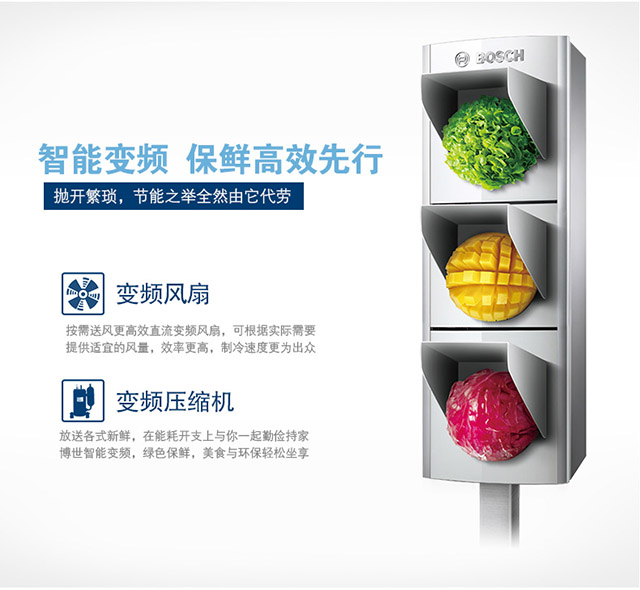 BOSCH
智能变频 保鲜高效先行
抛开繁琐，节能之举全然由它代劳
变频风扇
按需送风更高效直流变频风扇，可根据实际需要
提供适宜的风量，效率更高，制冷速度更为出众
变频压缩机
放送各式新鲜，在能耗开支上与你一起勤俭持家
博世智能变频，绿色保鲜，美食与环保轻松坐享